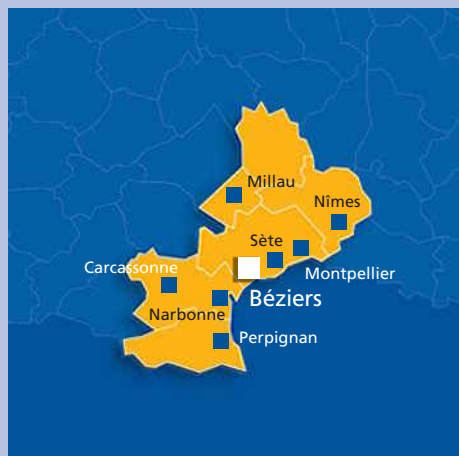 Millau
Nîmes
Sète
Carcassonne
Montpellier
Béziers
Narbonne
Perpignan